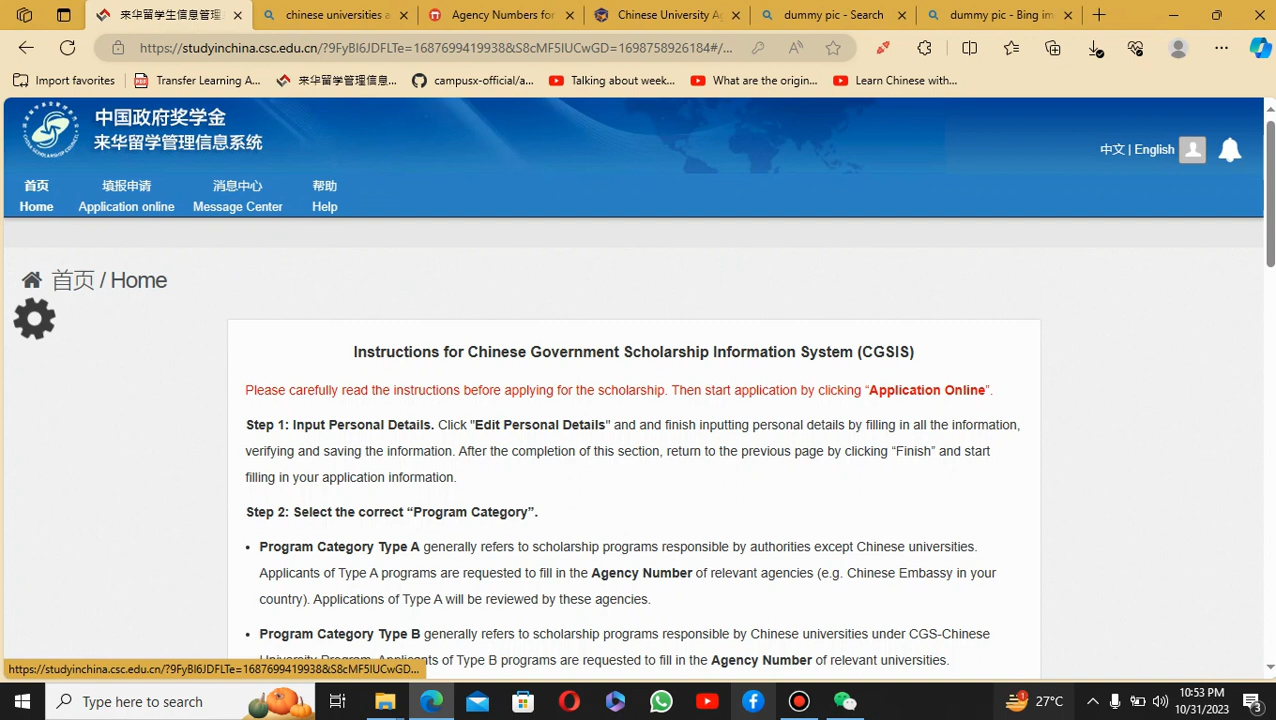 来华留学生信息管理
chinese universities a
Agency Numbers for
Chinese University Ag
dummy pic - Search
dummy pic - Bing im
https://studyinchina.csc.edu.cn/?9FyBl6JDFLTe=1687699419938&S8cMF5IUCwGD=1698758926184#/...
Import favorites
Transfer Learning A...
来华留学管理信息...
campusx-official/a...
Talking about week...
What are the origin...
Learn Chinese with...
中国政府奖学金
来华留学管理信息系统
中文 | English
首页 填报申请 消息中心 帮助
Home Application online Message Center Help
首页 / Home
Instructions for Chinese Government Scholarship Information System (CGSIS)
Please carefully read the instructions before applying for the scholarship. Then start application by clicking “Application Online”.
Step 1: Input Personal Details. Click "Edit Personal Details" and and finish inputting personal details by filling in all the information,
verifying and saving the information. After the completion of this section, return to the previous page by clicking “Finish” and start
filling in your application information.
Step 2: Select the correct “Program Category”.
• Program Category Type A generally refers to scholarship programs responsible by authorities except Chinese universities.
Applicants of Type A programs are requested to fill in the Agency Number of relevant agencies (e.g. Chinese Embassy in your
country). Applications of Type A will be reviewed by these agencies.
• Program Category Type B generally refers to scholarship programs responsible by Chinese universities under CGS-Chinese
University Program. Applicants of Type B programs are requested to fill in the Agency Number of relevant universities.
https://studyinchina.csc.edu.cn/?9FyBl6JDFLTe=1687699419938&S8cMF5IUCwGD...
Type here to search
27°C
10:53 PM
10/31/2023
3